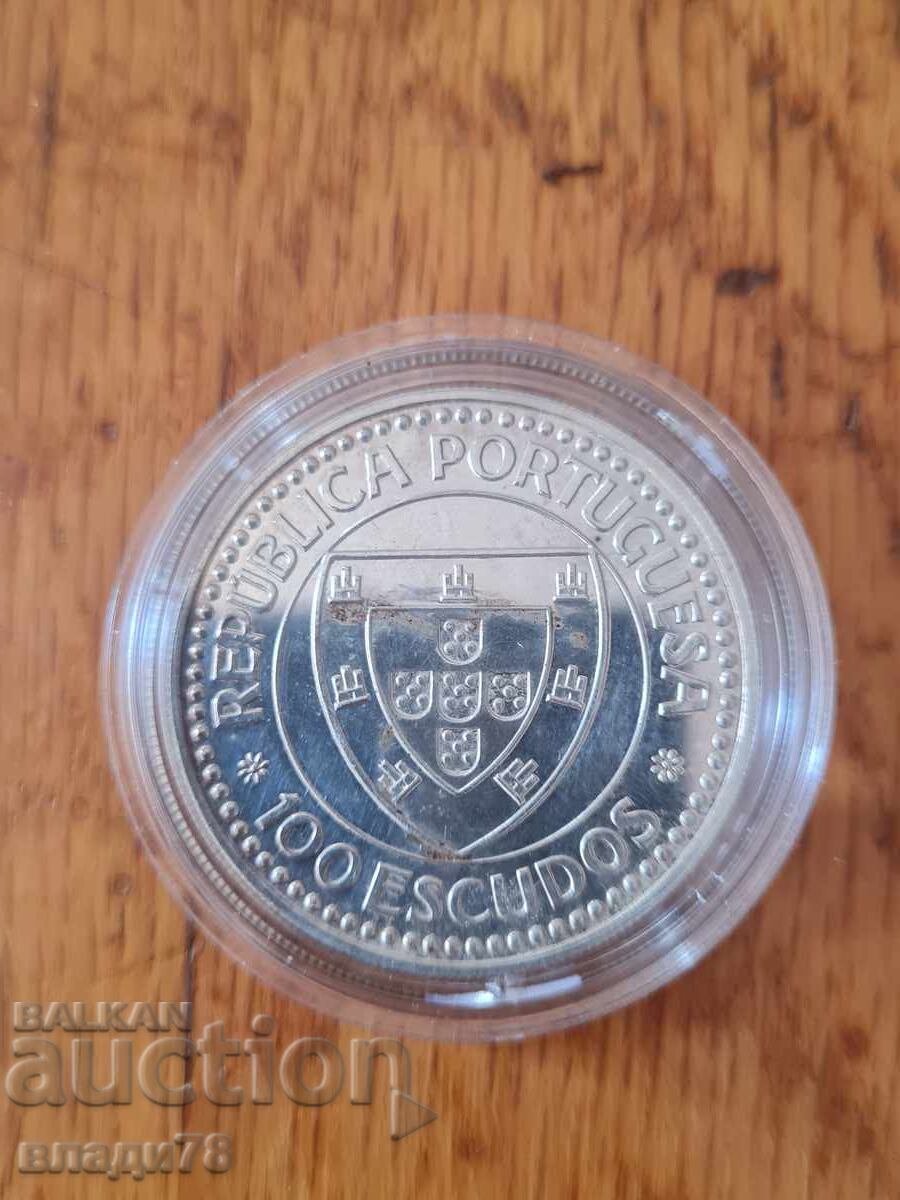 REPÚBLICA PORTUGUESA
100 ESCUDOS
BALKAN
auction
влади78